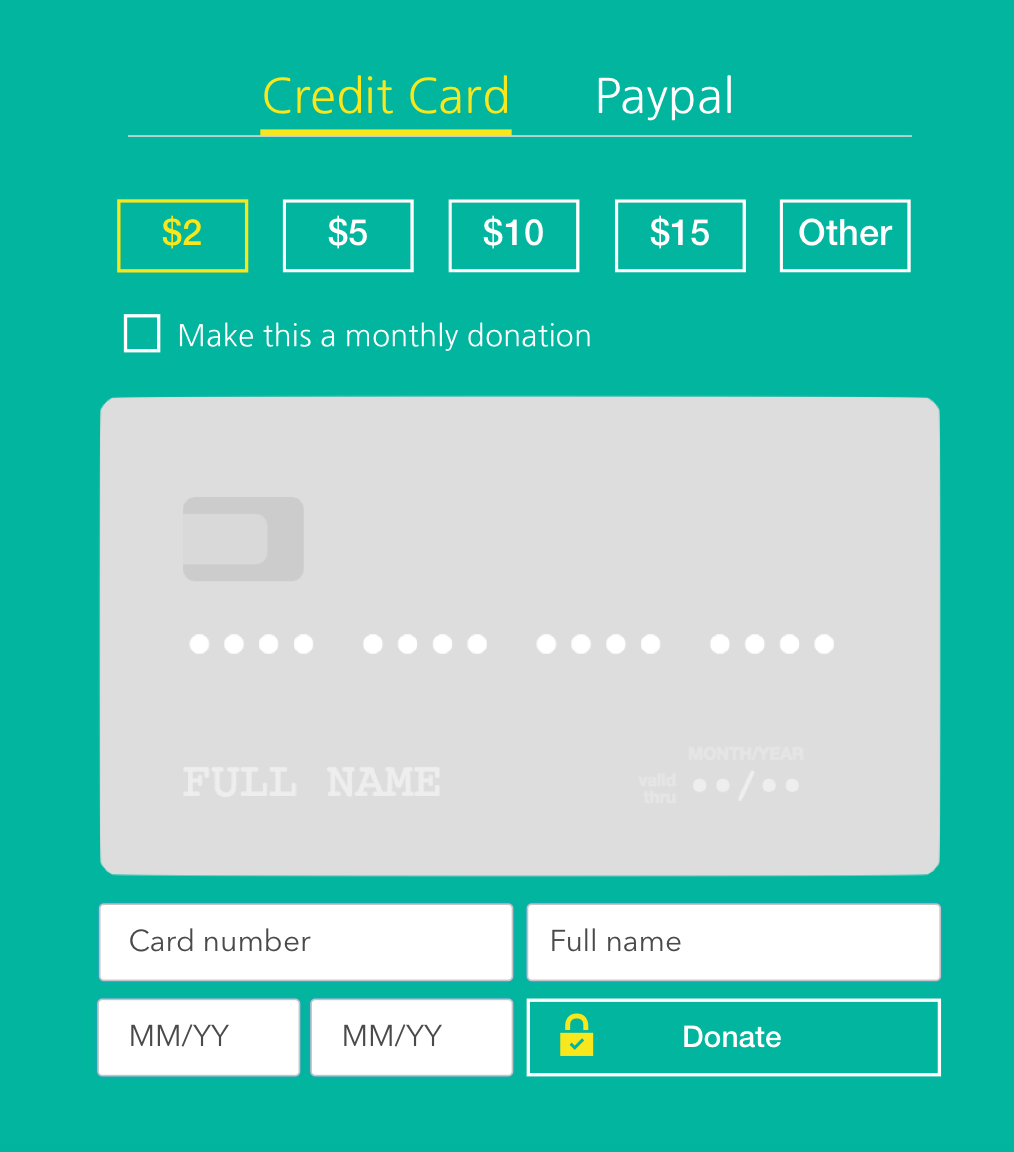 Credit Card Paypal
$2 $5 $10 $15 Other
Make this a monthly donation
MONTH/YEAR
FULL NAME valid
thru ••/••
Card number Full name
MM/YY MM/YY Donate